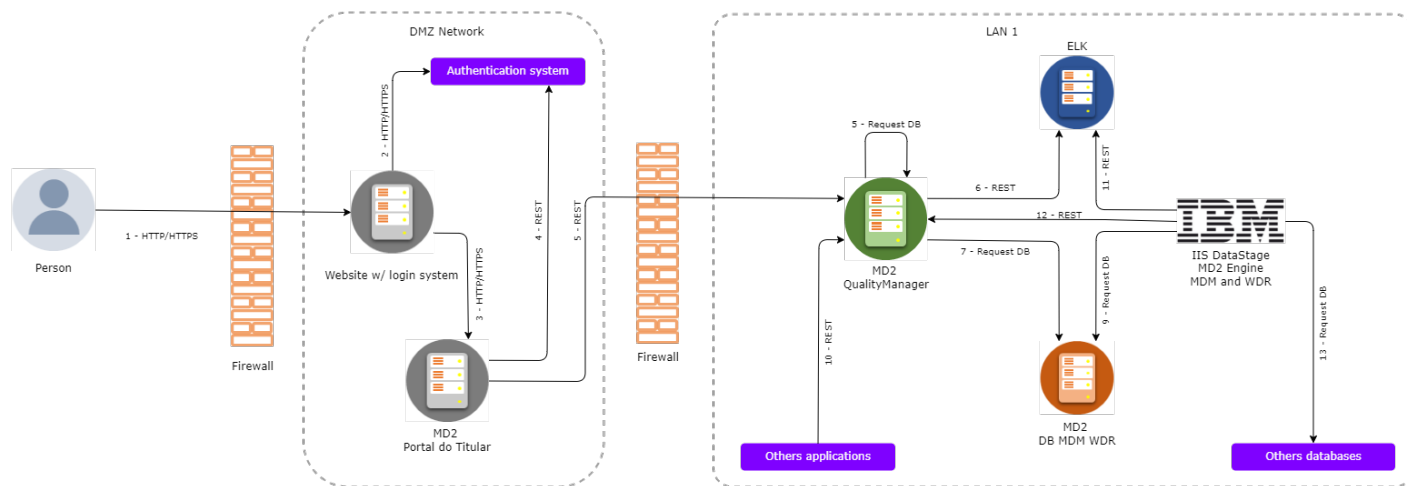 DMZ Network
LAN 1
ELK
Authentication system
2 - HTTP/HTTPS
5 - Request DB
4 - REST
5 - REST
6 - REST
11 - REST
12 - REST
1 - HTTP/HTTPS
Person
Website w/ login system
3 - HTTP/HTTPS
MD2
QualityManager
7 - Request DB
9 - Request DB
IBM
IIS DataStage
MD2 Engine
MDM and WDR
10 - REST
13 - Request DB
Firewall
Firewall
MD2
Portal do Titular
MD2
DB MDM WDR
Others applications
Others databases